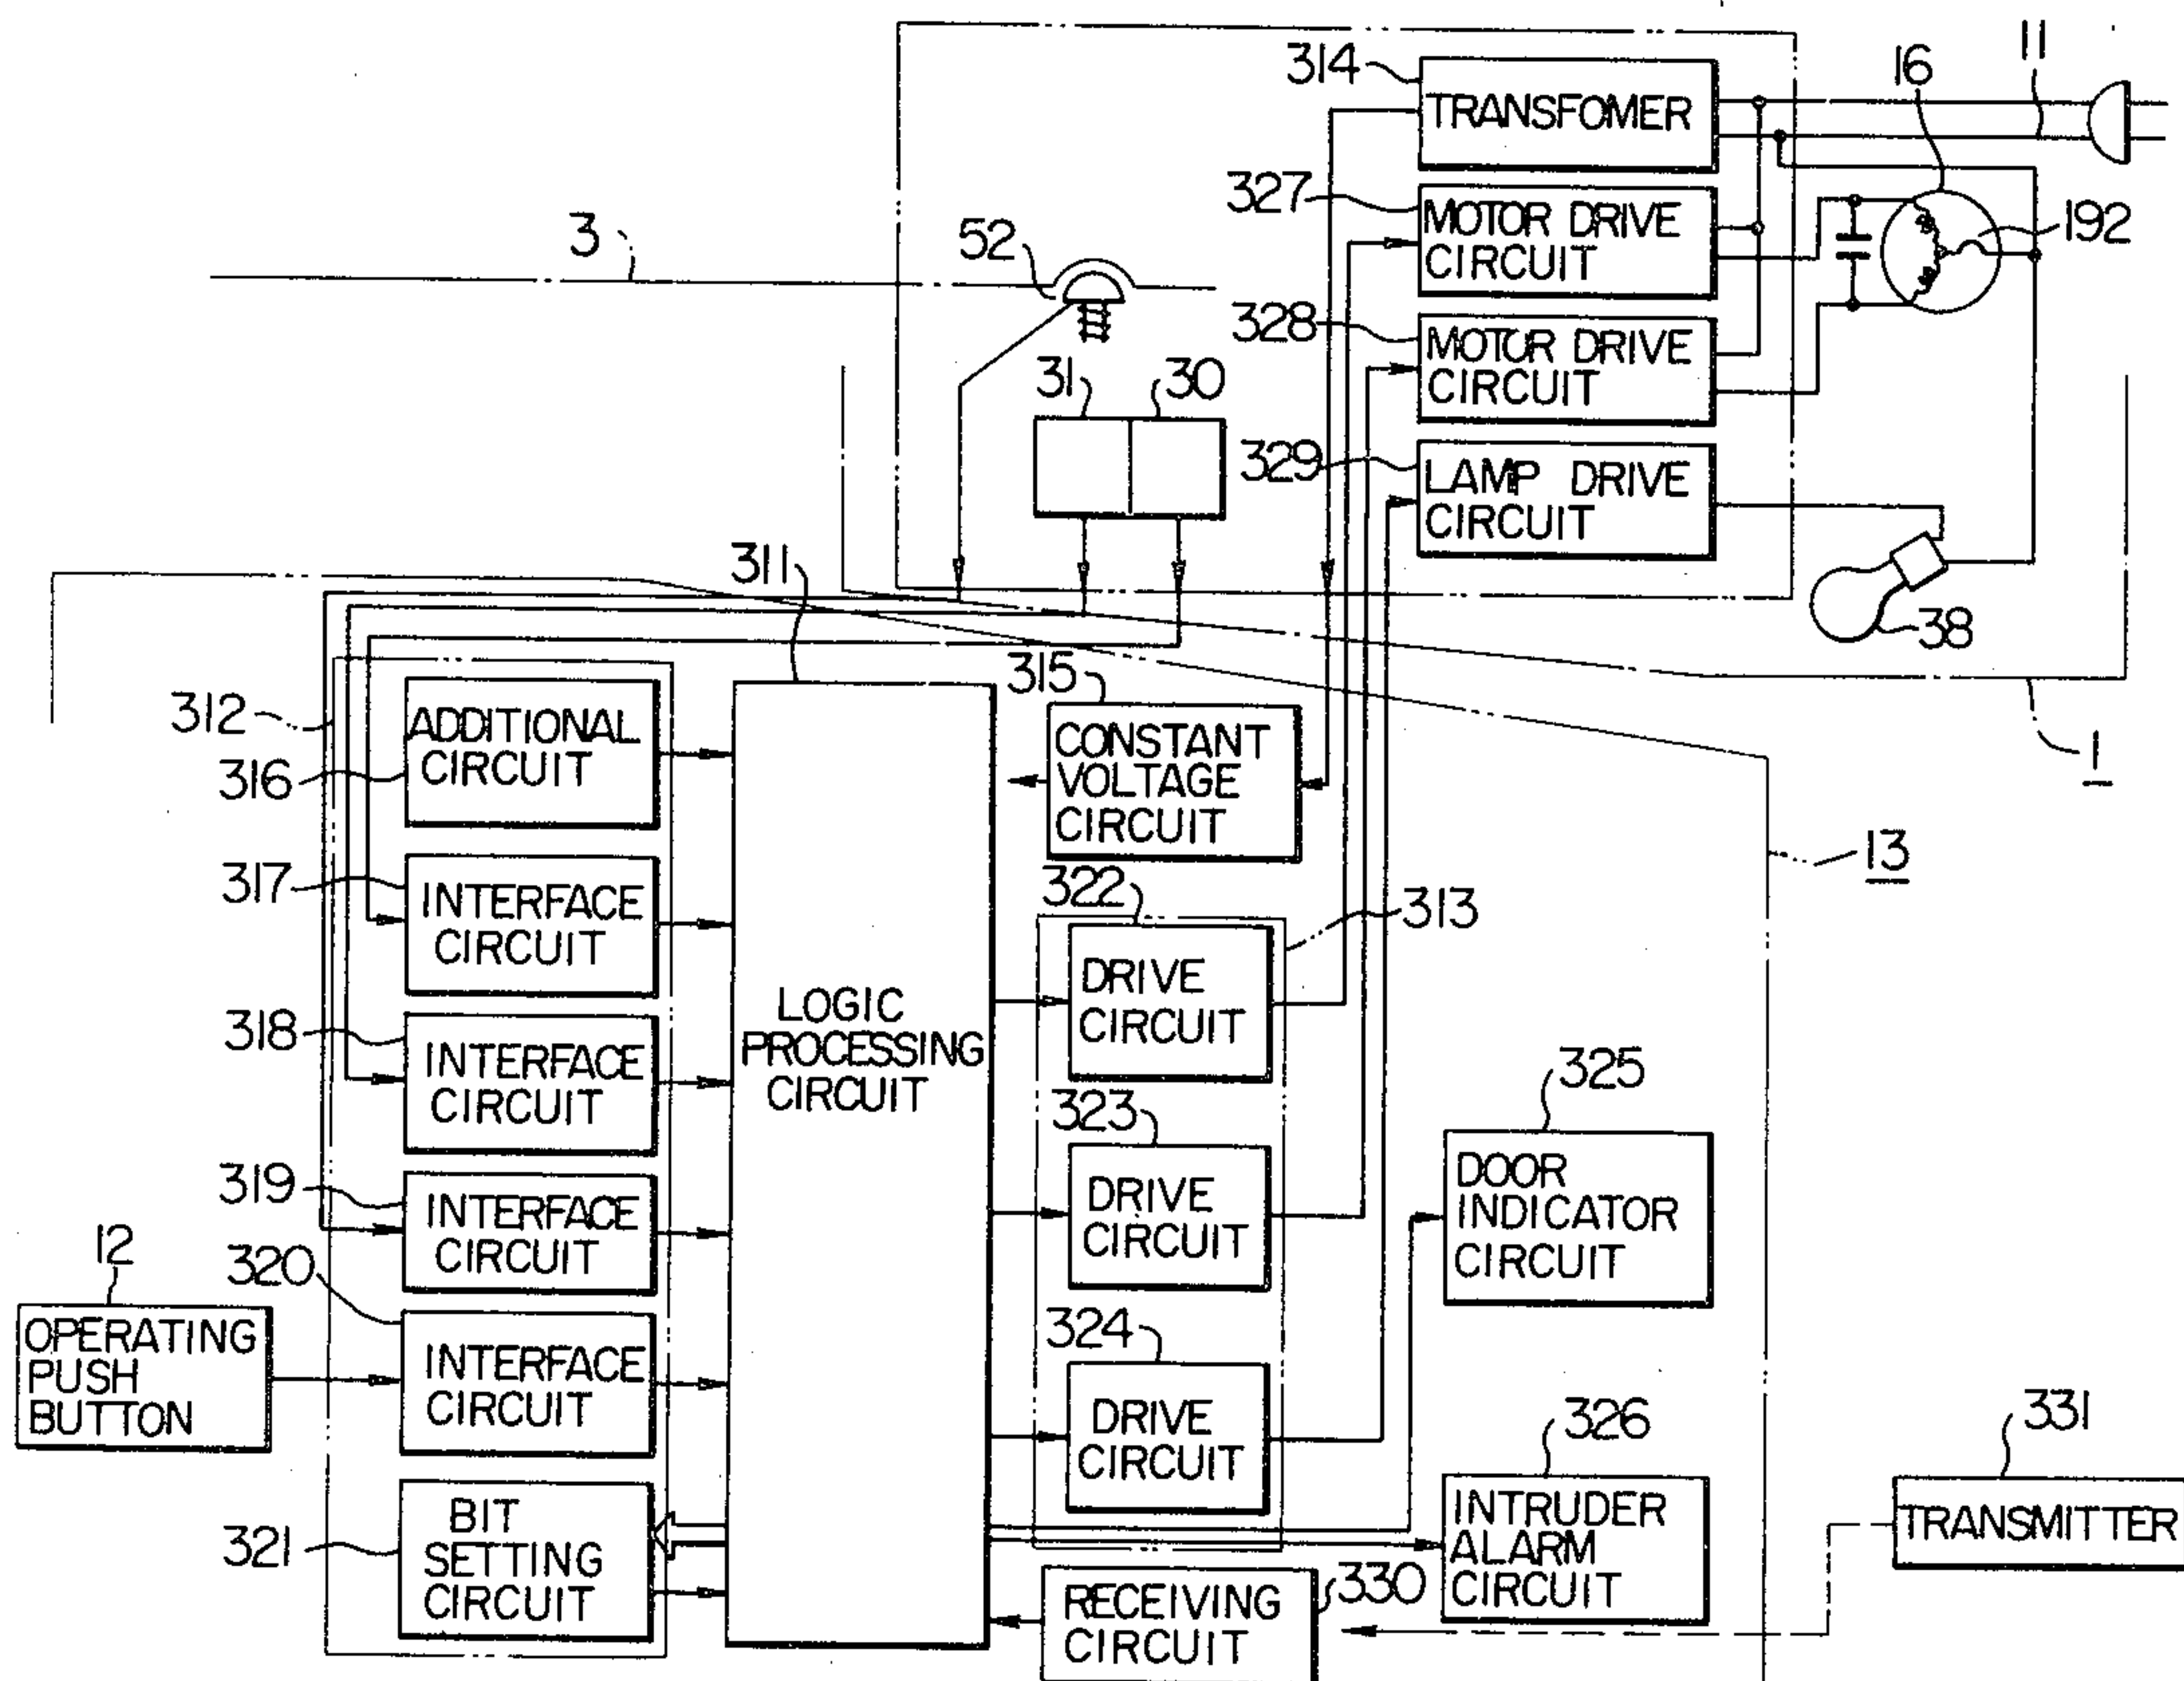 314
TRANSFOMER
16
11
327
MOTOR DRIVE
CIRCUIT
192
3
52
328
MOTOR DRIVE
CIRCUIT
31
30
329
LAMP DRIVE
CIRCUIT
38
311
1
312
ADDITIONAL
CIRCUIT
316
315
CONSTANT
VOLTAGE
CIRCUIT
13
317
INTERFACE
CIRCUIT
322
313
DRIVE
CIRCUIT
318
INTERFACE
CIRCUIT
LOGIC
PROCESSING
CIRCUIT
323
DRIVE
CIRCUIT
325
DOOR
INDICATOR
CIRCUIT
319
INTERFACE
CIRCUIT
12
OPERATING
PUSH
BUTTON
320
INTERFACE
CIRCUIT
324
DRIVE
CIRCUIT
326
INTRUDER
ALARM
CIRCUIT
331
TRANSMITTER
321
BIT
SETTING
CIRCUIT
330
RECEIVING
CIRCUIT